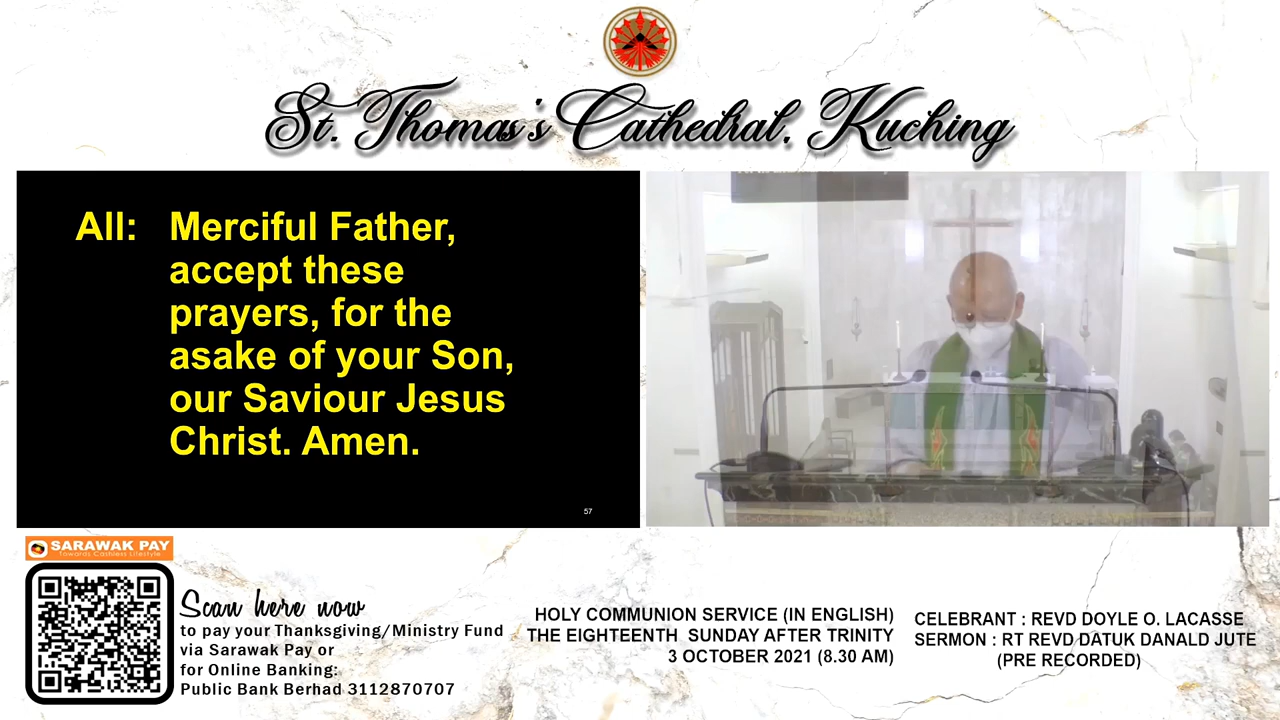 St. Thomas's Cathedral, Kuching
All: Merciful Father,
accept these
prayers, for the
asake of your Son,
our Saviour Jesus
Christ. Amen.
57
SARAWAK PAY
Towards Cashless Lifestyle
Scan here now
to pay your Thanksgiving/Ministry Fund
via Sarawak Pay or
for Online Banking:
Public Bank Berhad 3112870707
HOLY COMMUNION SERVICE (IN ENGLISH)
THE EIGHTEENTH SUNDAY AFTER TRINITY
3 OCTOBER 2021 (8.30 AM)
CELEBRANT : REVD DOYLE O. LACASSE
SERMON : RT REVD DATUK DANALD JUTE
(PRE RECORDED)